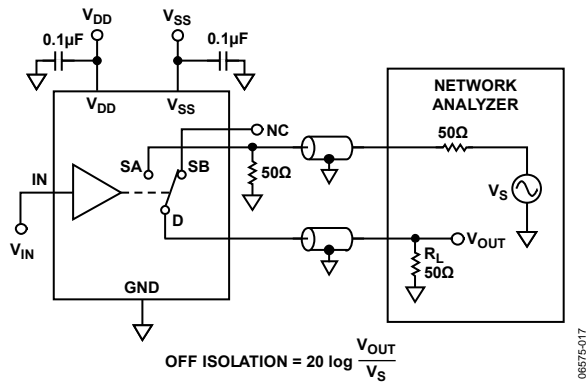 VDD
VSS
0.1µF
0.1µF
VDD
VSS
NETWORK
ANALYZER
NC
50Ω
SA
SB
50Ω
IN
VS
D
VOUT
VIN
RL
50Ω
GND
OFF ISOLATION = 20 log VOUT
VS
06575-017